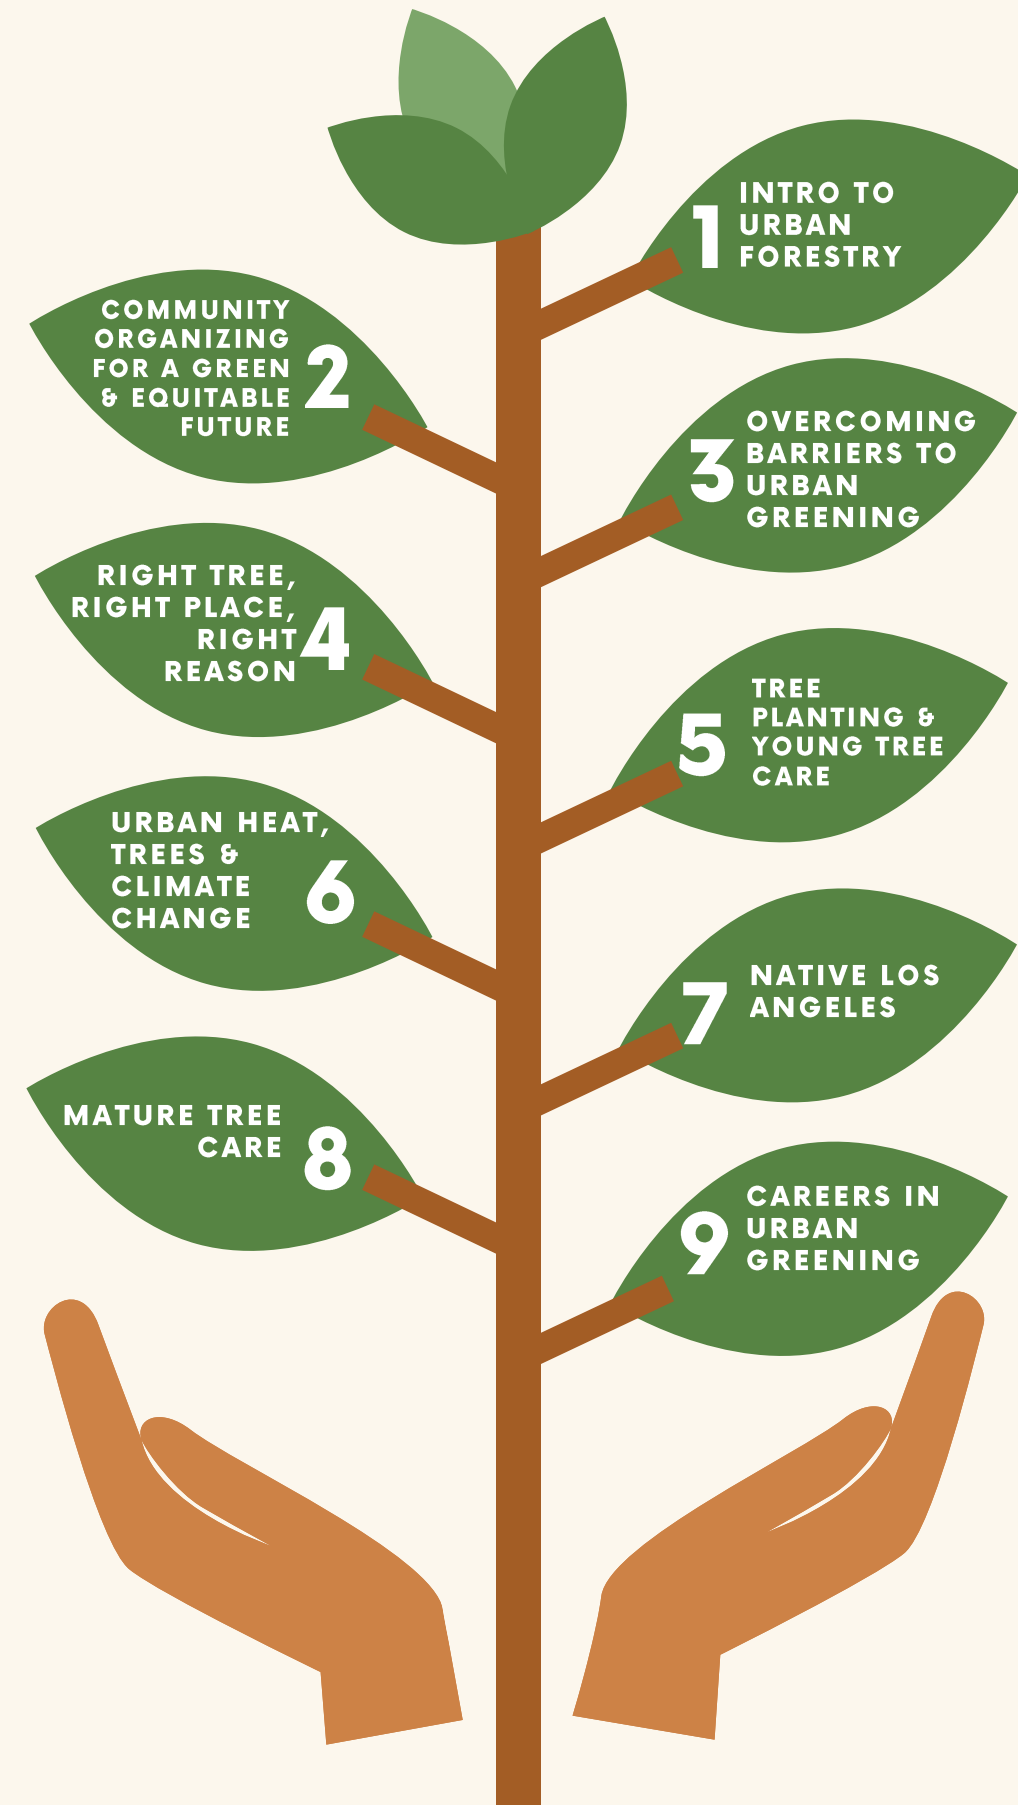 1
INTRO TO
URBAN
FORESTRY
COMMUNITY
ORGANIZING
FOR A GREEN
& EQUITABLE
FUTURE
2
3
OVERCOMING
BARRIERS TO
URBAN
GREENING
RIGHT TREE,
RIGHT PLACE,
RIGHT
REASON
4
5
TREE
PLANTING &
YOUNG TREE
CARE
URBAN HEAT,
TREES &
CLIMATE
CHANGE
6
7
NATIVE LOS
ANGELES
MATURE TREE
CARE
8
9
CAREERS IN
URBAN
GREENING